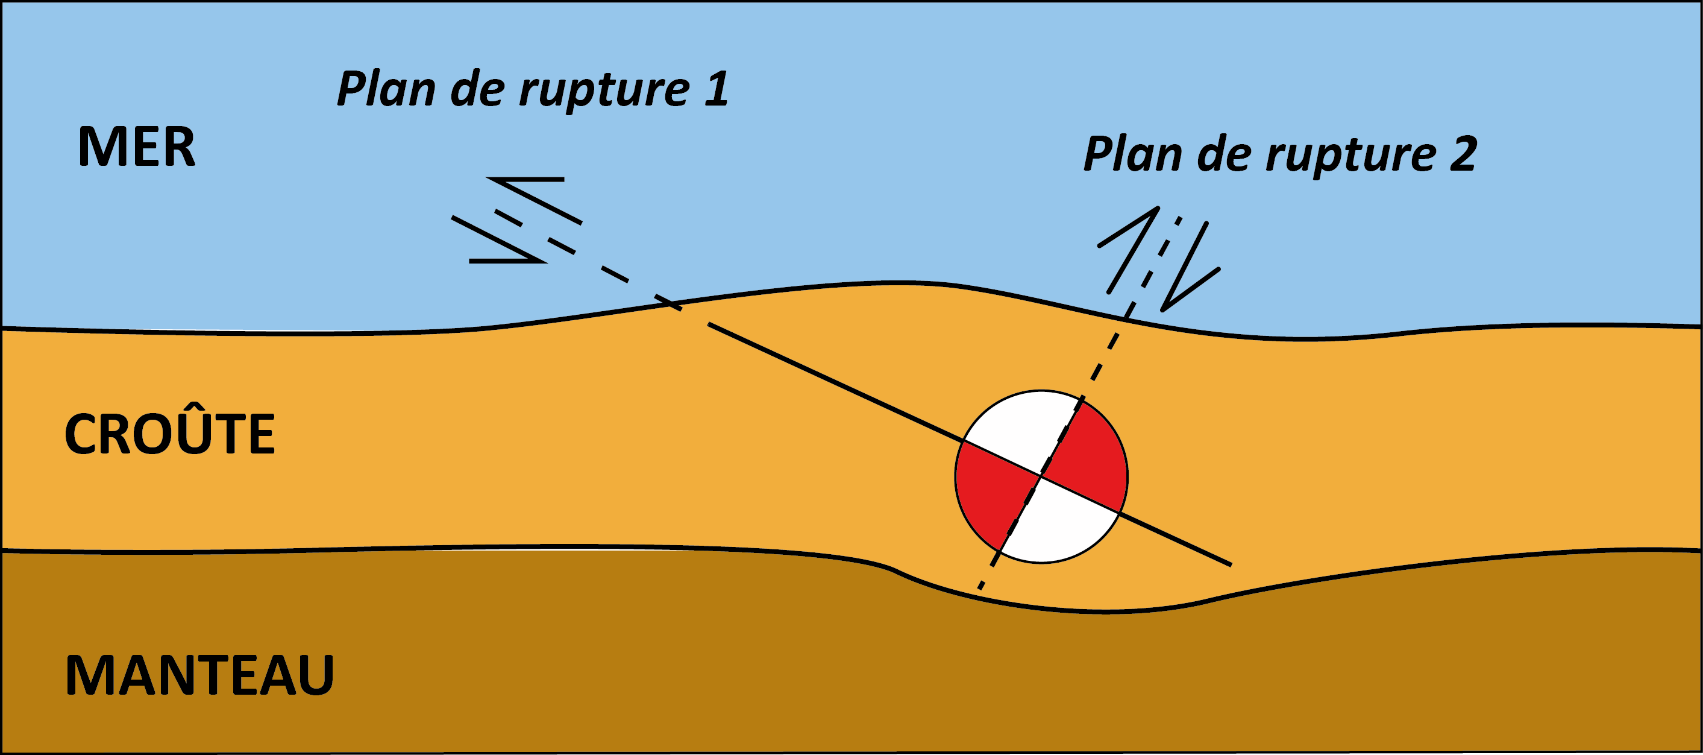 Plan de rupture 1
MER
Plan de rupture 2
CROÛTE
MANTEAU